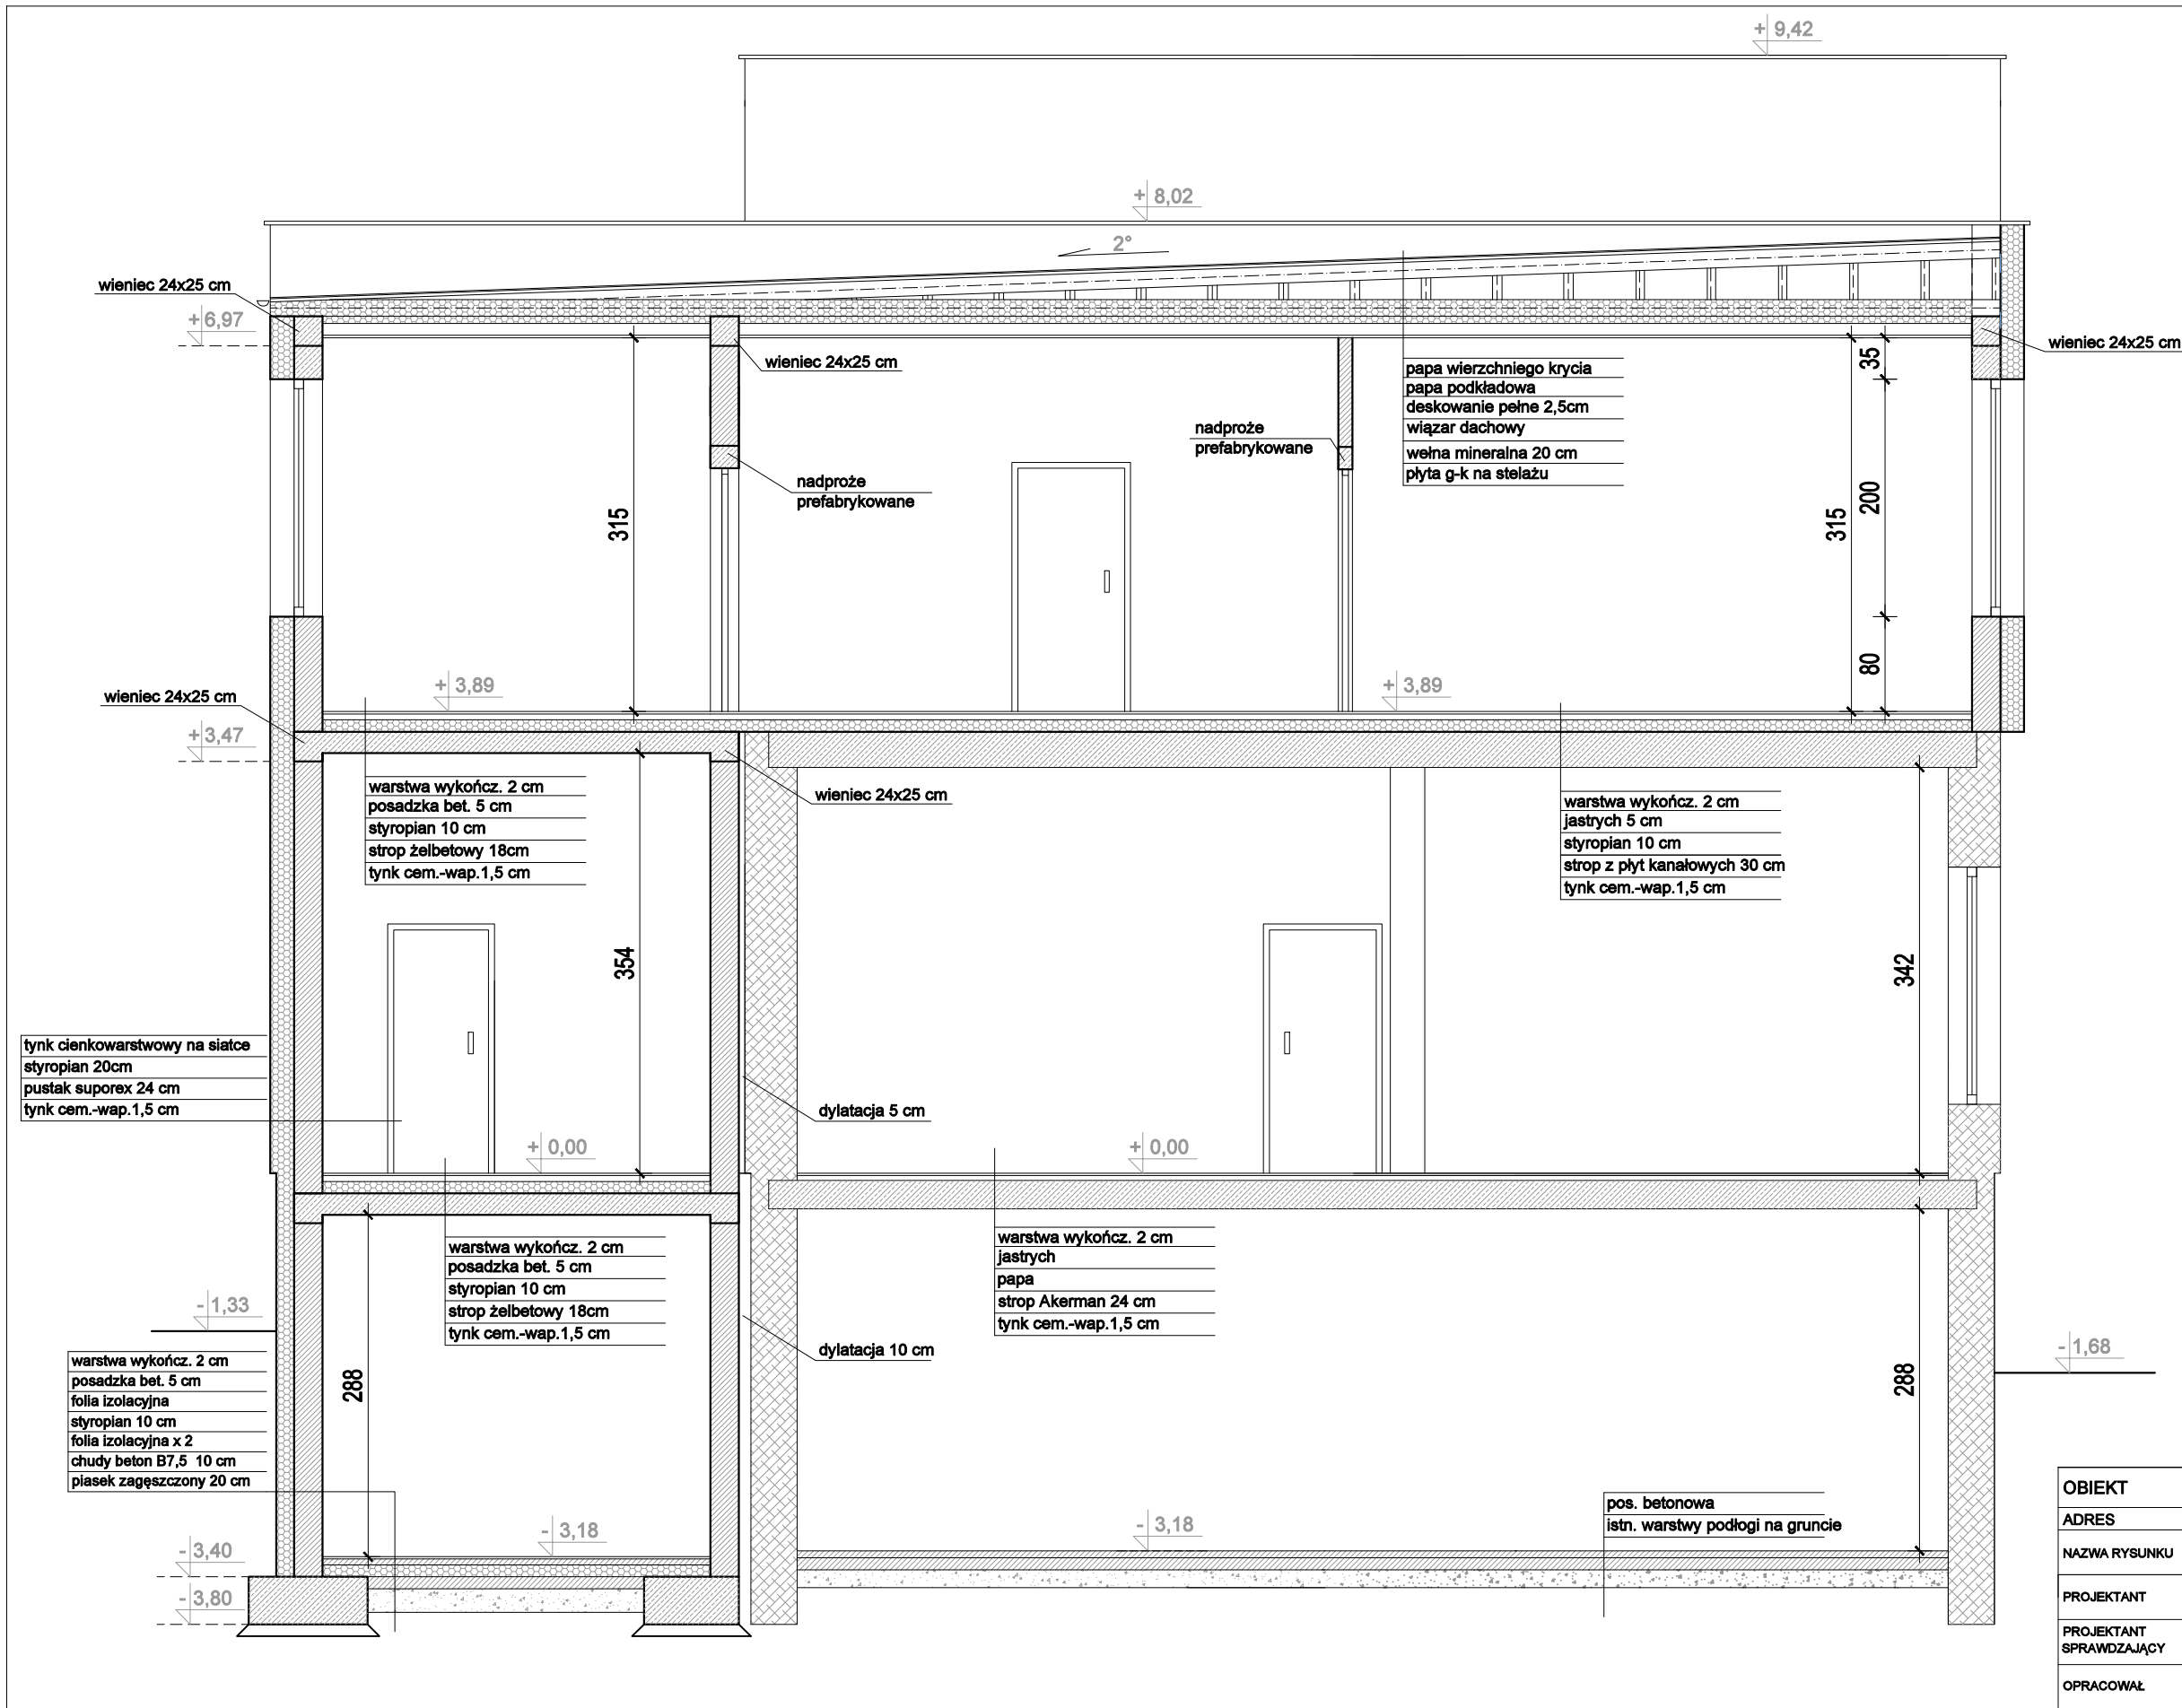 + 9,42
+ 8,02
2°
wieniec 24x25 cm
+ 6,97
wieniec 24x25 cm
wieniec 24x25 cm
papa wierzchniego krycia
papa podkładowa
deskowanie pełne 2,5cm
wiązar dachowy
wełna mineralna 20 cm
płyta g-k na stelażu
nadproże
prefabrykowane
nadproże
prefabrykowane
315
315
35
200
80
+ 3,89
+ 3,89
wieniec 24x25 cm
+ 3,47
warstwa wykończ. 2 cm
posadzka bet. 5 cm
styropian 10 cm
strop żelbetowy 18cm
tynk cem.-wap.1,5 cm
wieniec 24x25 cm
warstwa wykończ. 2 cm
jastrych 5 cm
styropian 10 cm
strop z płyt kanałowych 30 cm
tynk cem.-wap.1,5 cm
354
342
tynk cienkowarstwowy na siatce
styropian 20cm
pustak suporex 24 cm
tynk cem.-wap.1,5 cm
dylatacja 5 cm
+ 0,00
+ 0,00
warstwa wykończ. 2 cm
posadzka bet. 5 cm
styropian 10 cm
strop żelbetowy 18cm
tynk cem.-wap.1,5 cm
warstwa wykończ. 2 cm
jastrych
papa
strop Akerman 24 cm
tynk cem.-wap.1,5 cm
- 1,33
dylatacja 10 cm
- 1,68
warstwa wykończ. 2 cm
posadzka bet. 5 cm
folia izolacyjna
styropian 10 cm
folia izolacyjna x 2
chudy beton B7,5 10 cm
piasek zagęszczony 20 cm
288
288
pos. betonowa
istn. warstwy podłogi na gruncie
- 3,18
- 3,18
- 3,40
- 3,80
OBIEKT
ADRES
NAZWA RYSUNKU
PROJEKTANT
PROJEKTANT
SPRAWDZAJĄCY
OPRACOWAŁ